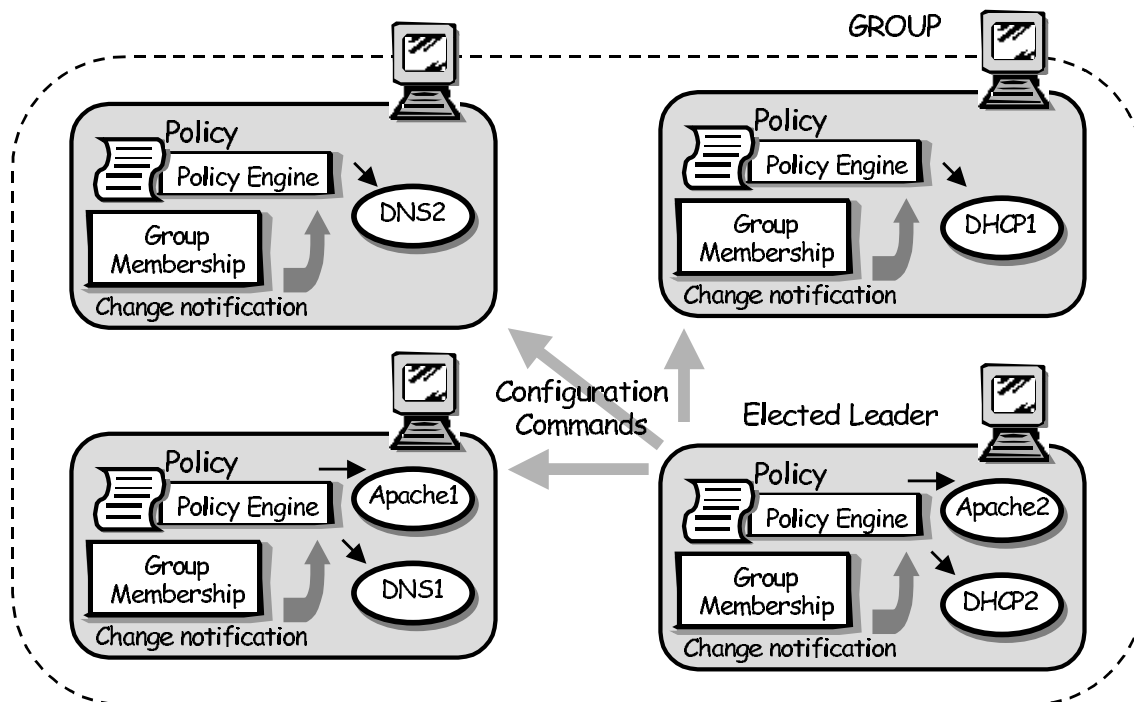 GROUP
Policy
Policy Engine
DNS2
Group
Membership
Change notification
Policy
Policy Engine
DHCP1
Group
Membership
Change notification
Configuration
Commands
Elected Leader
Policy
Policy Engine
Apache1
Group
Membership
DNS1
Change notification
Policy
Policy Engine
Apache2
Group
Membership
DHCP2
Change notification